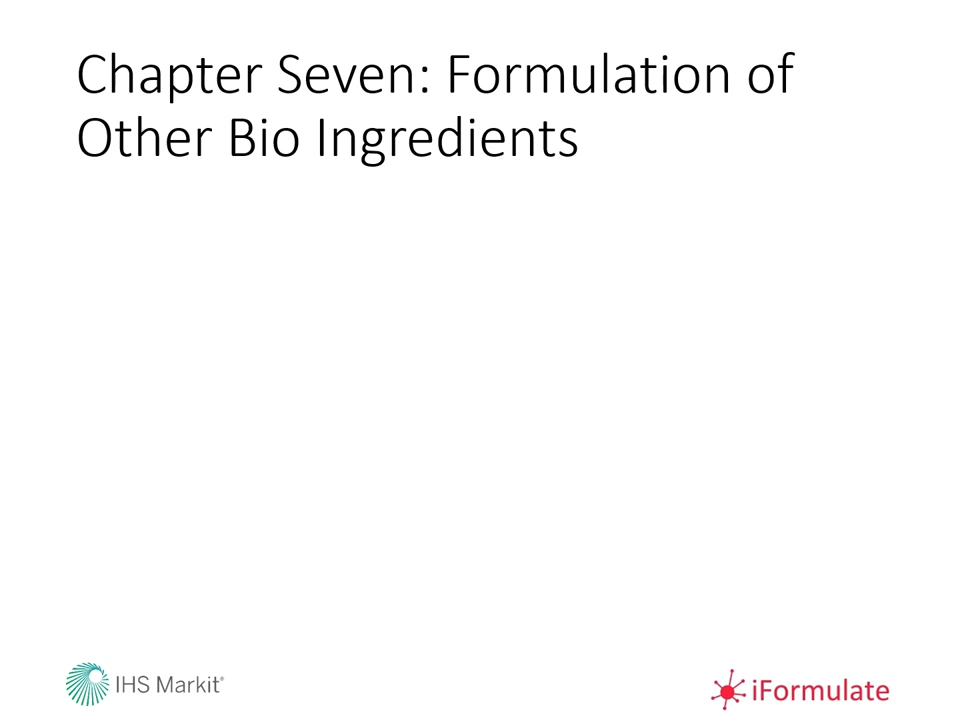 Chapter Seven: Formulation of
Other Bio Ingredients
IHS Markit®
iFormulate